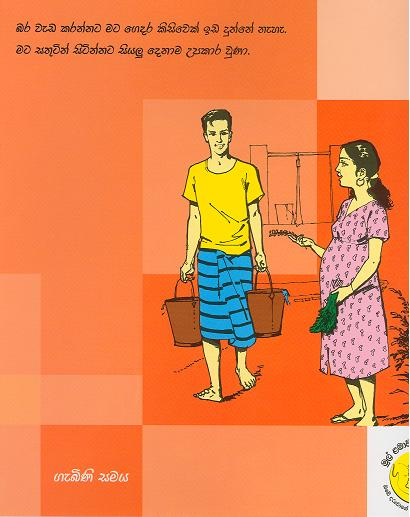 බර වැඩ කරන්නට මට ගෙදර කිසිවෙක් ඉඩ දුන්නේ නැහැ.
මට සතුටින් සිටින්නට සියලු දෙනාම උපකාර වුණා.
ගැබිණි සමය
මුල්